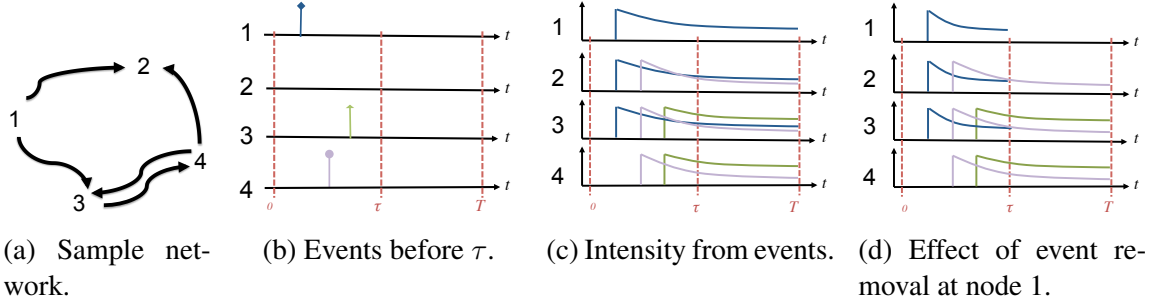 1
2
3
4
1
2
3
4
t
t
t
t
0
τ
T
1
2
3
4
t
t
t
t
0
τ
T
1
2
3
4
t
t
t
t
0
τ
T
(a) Sample net-
work.
(b) Events before τ.
(c) Intensity from events.
(d) Effect of event re-
moval at node 1.